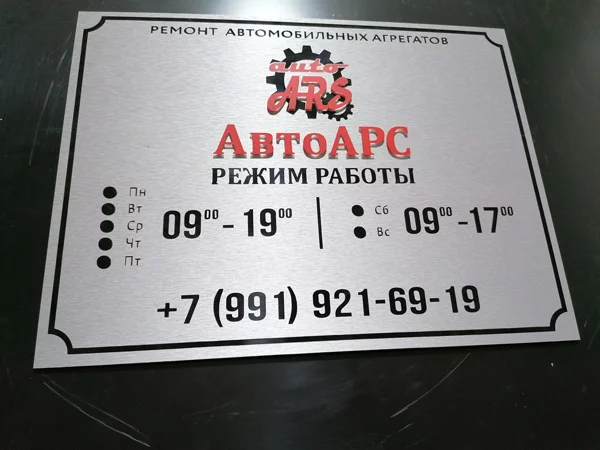 РЕМОНТ АВТОМОБИЛЬНЫХ АГРЕГАТОВ
auto
ARS
АвтоАРС
РЕЖИМ РАБОТЫ
Пн
Вт
Ср
Чт
Пт
09⁰⁰ - 19⁰⁰
Сб
Вс
09⁰⁰ - 17⁰⁰
+7 (991) 921-69-19